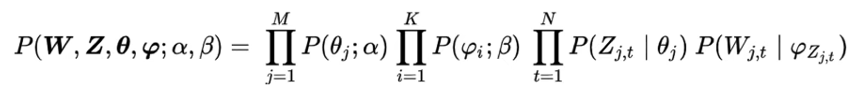 P(W, Z, θ, φ; α, β) = ∏_{j=1}^{M} P(θ_j; α) ∏_{i=1}^{K} P(φ_i; β) ∏_{t=1}^{N} P(Z_{j,t} | θ_j) P(W_{j,t} | φ_{Z_{j,t}})